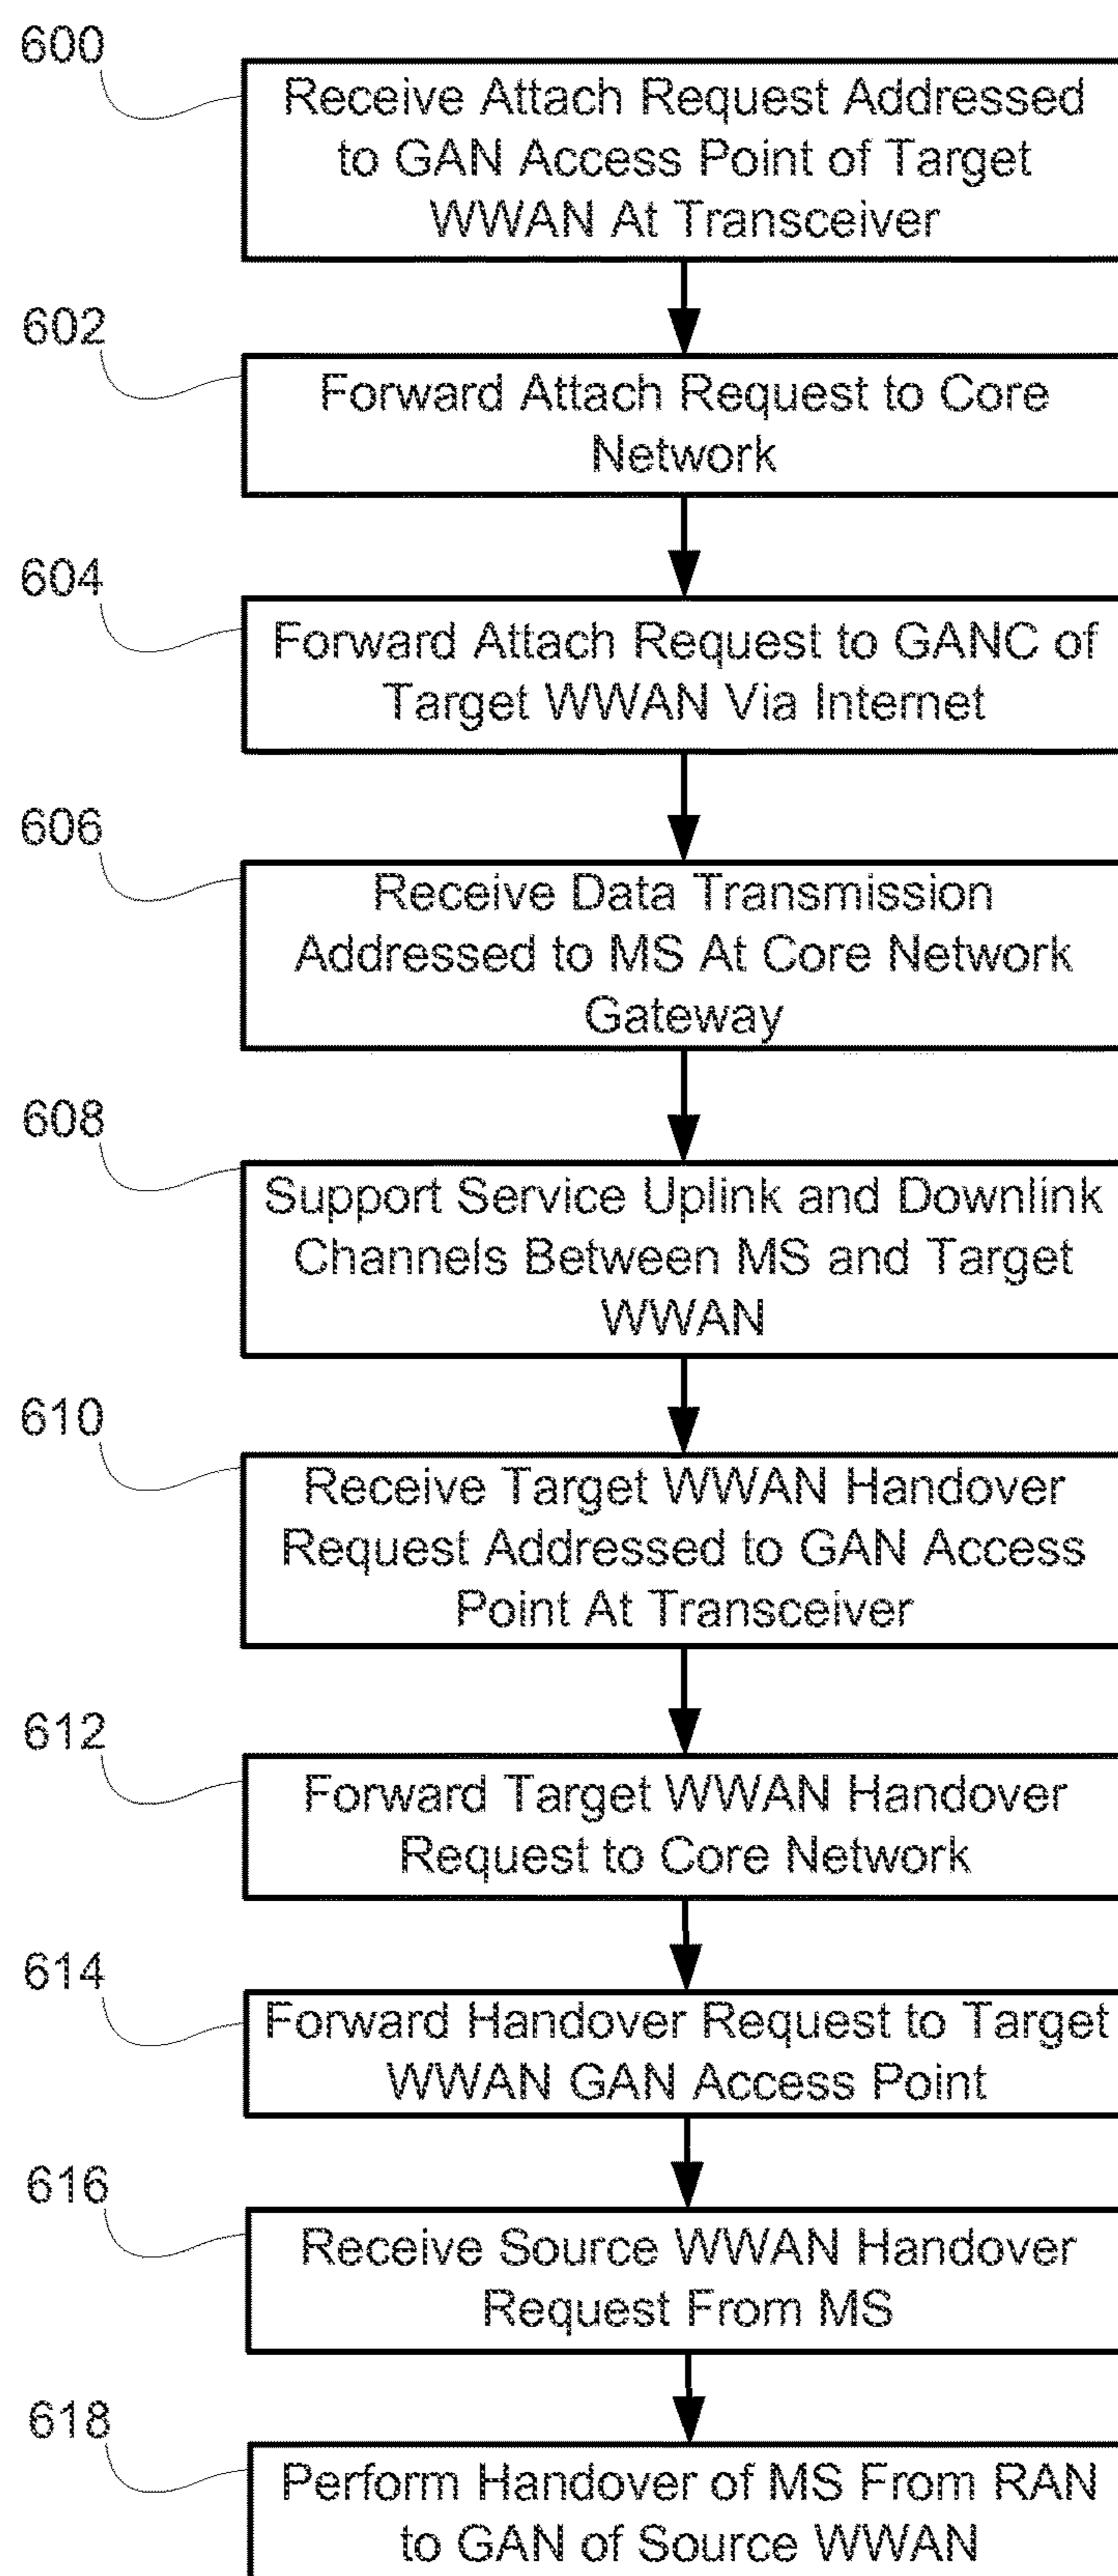 600
Receive Attach Request Addressed
to GAN Access Point of Target
WWAN At Transceiver
602
Forward Attach Request to Core
Network
604
Forward Attach Request to GANC of
Target WWAN Via Internet
606
Receive Data Transmission
Addressed to MS At Core Network
Gateway
608
Support Service Uplink and Downlink
Channels Between MS and Target
WWAN
610
Receive Target WWAN Handover
Request Addressed to GAN Access
Point At Transceiver
612
Forward Target WWAN Handover
Request to Core Network
614
Forward Handover Request to Target
WWAN GAN Access Point
616
Receive Source WWAN Handover
Request From MS
618
Perform Handover of MS From RAN
to GAN of Source WWAN